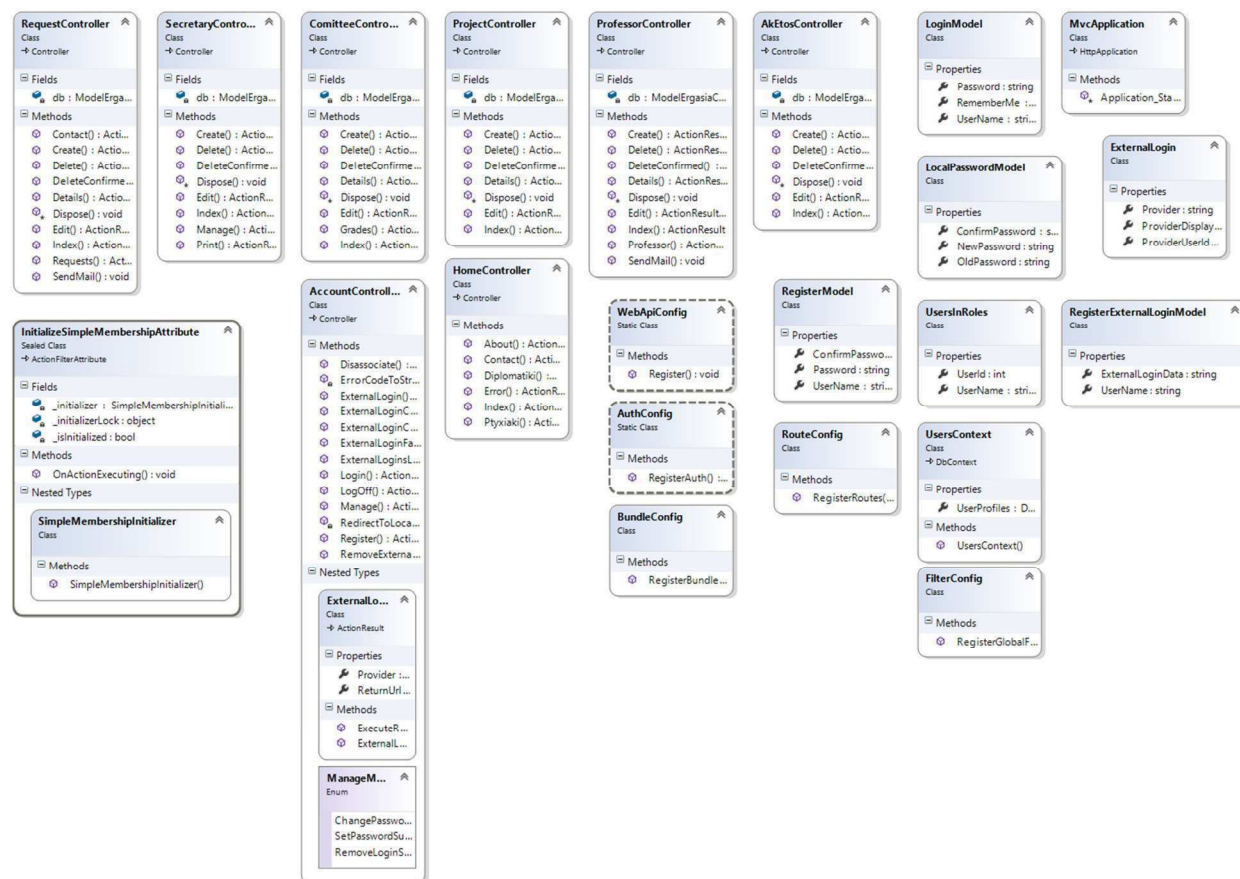 RequestController
Class
Controller
Fields
db : ModelErga...
Methods
Contact() : Acti...
Create() : Actio...
Delete() : Actio...
DeleteConfirme...
Details() : Actio...
Dispose() : void
Edit() : ActionR...
Index() : Action...
Requests() : Act...
SendMail() : void
SecretaryContro...
Class
Controller
Fields
db : ModelErga...
Methods
Create() : Actio...
Delete() : Actio...
DeleteConfirme...
Dispose() : void
Edit() : ActionR...
Index() : Action...
Manage() : Acti...
Print() : ActionR...
ComitteeContro...
Class
Controller
Fields
db : ModelErga...
Methods
Create() : Actio...
Delete() : Actio...
DeleteConfirme...
Details() : Actio...
Dispose() : void
Edit() : ActionR...
Grades() : Actio...
Index() : Action...
ProjectController
Class
Controller
Fields
db : ModelErga...
Methods
Create() : Actio...
Delete() : Actio...
DeleteConfirme...
Details() : Actio...
Dispose() : void
Edit() : ActionR...
Index() : Action...
ProfessorController
Class
Controller
Fields
db : ModelErgasiaC...
Methods
Create() : ActionRes...
Delete() : ActionRes...
DeleteConfirmed() :...
Details() : ActionRes...
Dispose() : void
Edit() : ActionResult...
Index() : ActionResult
Professor() : Action...
SendMail() : void
AkEtosController
Class
Controller
Fields
db : ModelErga...
Methods
Create() : Actio...
Delete() : Actio...
DeleteConfirme...
Dispose() : void
Edit() : ActionR...
Index() : Action...
LoginModel
Class
Properties
Password : string
RememberMe :...
UserName : stri...
MvcApplication
Class
HttpApplication
Methods
Application_Sta...
LocalPasswordModel
Class
Properties
ConfirmPassword : s...
NewPassword : string
OldPassword : string
ExternalLogin
Class
Properties
Provider : string
ProviderDisplay...
ProviderUserId ...
InitializeSimpleMembershipAttribute
Sealed Class
ActionFilterAttribute
Fields
_initializer : SimpleMembershipInitiali...
_initializerLock : object
_isInitialized : bool
Methods
OnActionExecuting() : void
Nested Types
SimpleMembershipInitializer
Class
Methods
SimpleMembershipInitializer()
AccountControll...
Class
Controller
Methods
Disassociate() :...
ErrorCodeToStr...
ExternalLogin()...
ExternalLoginC...
ExternalLoginC...
ExternalLoginFa...
ExternalLoginsL...
Login() : Action...
LogOff() : Actio...
Manage() : Acti...
RedirectToLoca...
Register() : Acti...
RemoveExterna...
Nested Types
ExternalLo...
Class
ActionResult
Properties
Provider :...
ReturnUrl ...
Methods
ExecuteR...
ExternalL...
ManageM...
Enum
ChangePasswo...
SetPasswordSu...
RemoveLoginS...
HomeController
Class
Controller
Methods
About() : Action...
Contact() : Acti...
Diplomatiki() :...
Error() : ActionR...
Index() : Action...
Ptyxiaki() : Acti...
WebApiConfig
Static Class
Methods
Register() : void
AuthConfig
Static Class
Methods
RegisterAuth() :...
BundleConfig
Class
Methods
RegisterBundle...
RegisterModel
Class
Properties
ConfirmPasswo...
Password : string
UserName : stri...
RouteConfig
Class
Methods
RegisterRoutes(...
UsersInRoles
Class
Properties
UserId : int
UserName : stri...
RegisterExternalLoginModel
Class
Properties
ExternalLoginData : string
UserName : string
UsersContext
Class
DbContext
Properties
UserProfiles : D...
Methods
UsersContext()
FilterConfig
Class
Methods
RegisterGlobalF...